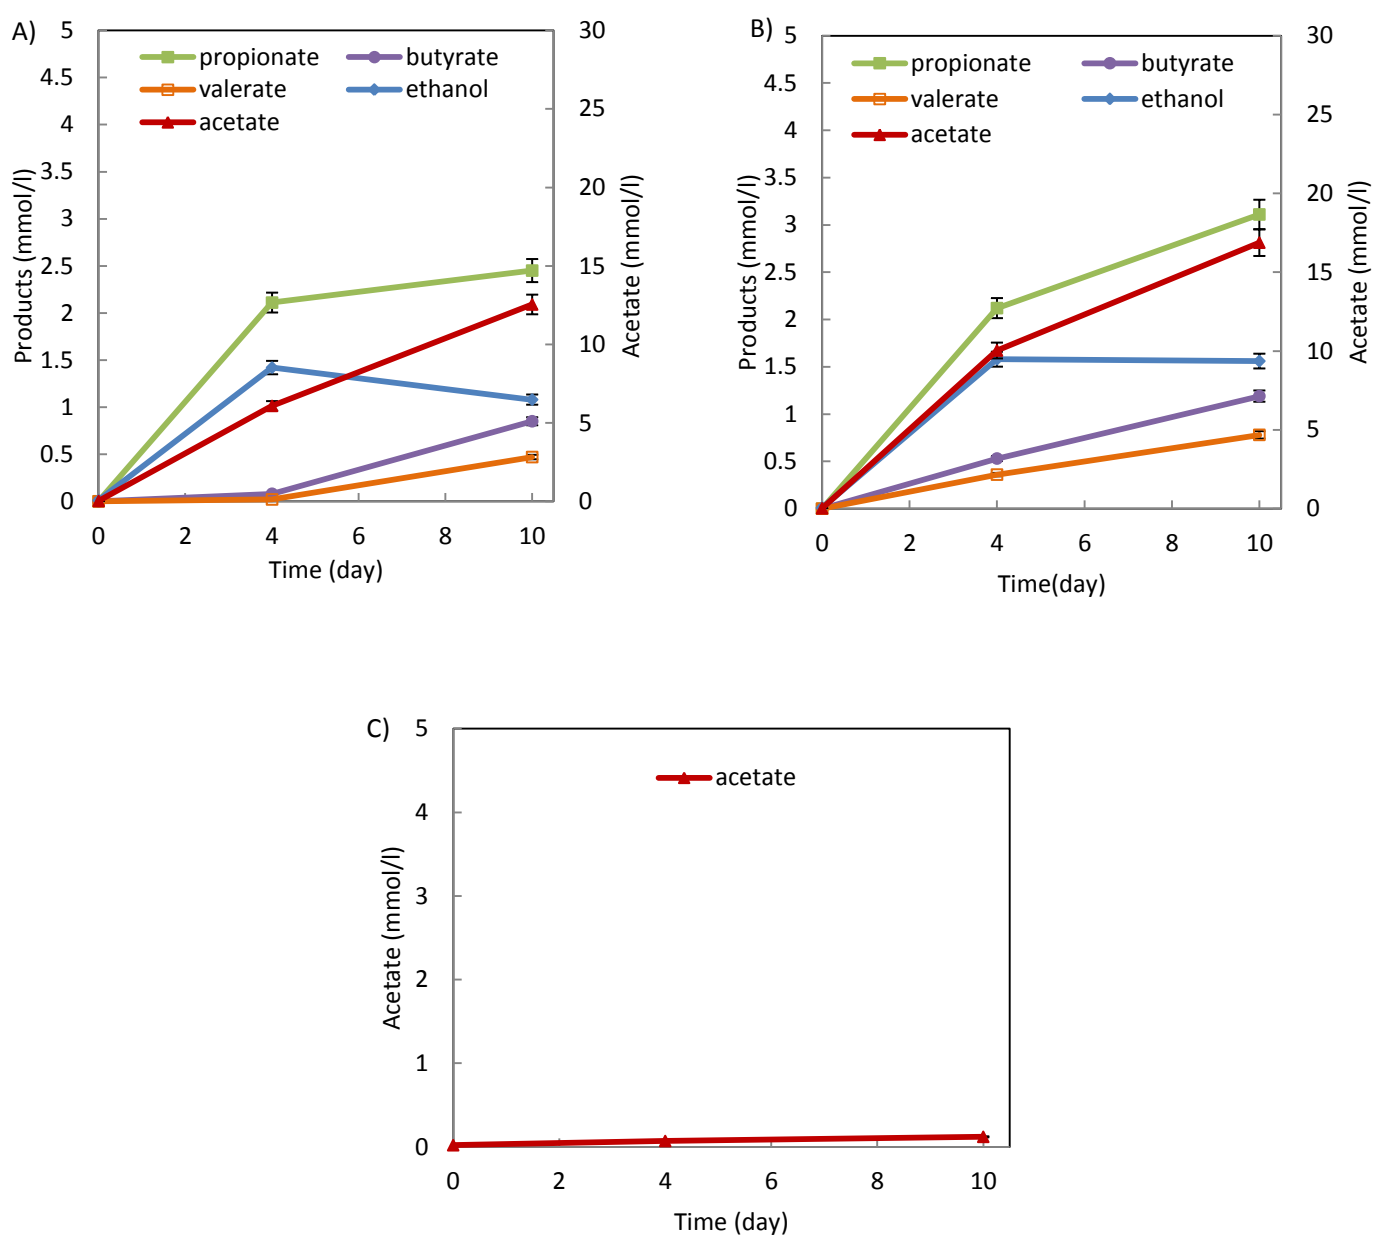 A)
propionate
butyrate
valerate
ethanol
acetate
5
4.5
4
3.5
3
2.5
2
1.5
1
0.5
0
30
25
20
15
10
5
0
0 2 4 6 8 10
Products (mmol/l)
Acetate (mmol/l)
Time (day)
B)
propionate
butyrate
valerate
ethanol
acetate
5
4.5
4
3.5
3
2.5
2
1.5
1
0.5
0
30
25
20
15
10
5
0
0 2 4 6 8 10
Products (mmol/l)
Acetate (mmol/l)
Time(day)
C)
acetate
5
4
3
2
1
0
0 2 4 6 8 10
Acetate (mmol/l)
Time (day)